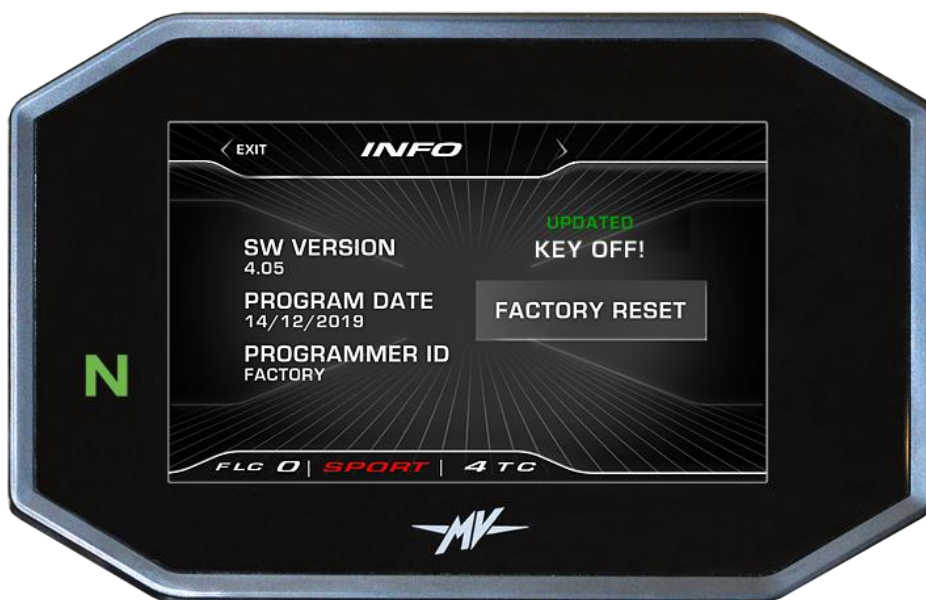 EXIT
INFO
UPDATED
KEY OFF!
SW VERSION
4.05
FACTORY RESET
PROGRAM DATE
14/12/2019
PROGRAMMER ID
FACTORY
N
FLC 0 | SPORT | 4 TC
MV